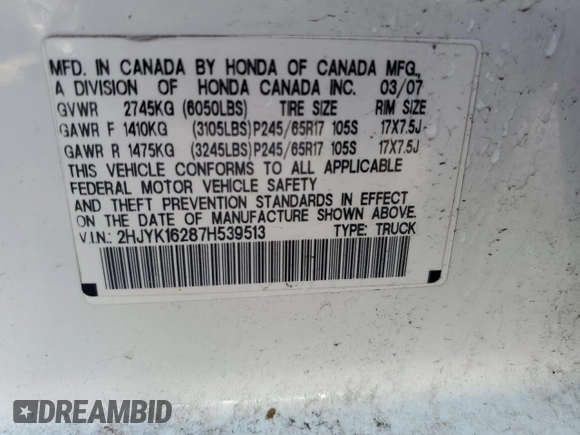 MFD. IN CANADA BY HONDA OF CANADA MFG.,
A DIVISION OF HONDA CANADA INC. 03/07
GVWR 2745KG (6050LBS) TIRE SIZE RIM SIZE
GAWR F 1410KG (3105LBS) P245/65R17 105S 17X7.5J
GAWR R 1475KG (3245LBS) P245/65R17 105S 17X7.5J
THIS VEHICLE CONFORMS TO ALL APPLICABLE
FEDERAL MOTOR VEHICLE SAFETY
AND THEFT PREVENTION STANDARDS IN EFFECT
ON THE DATE OF MANUFACTURE SHOWN ABOVE.
V.I.N.: 2HJYK16287H539513 TYPE: TRUCK
DREAMBID